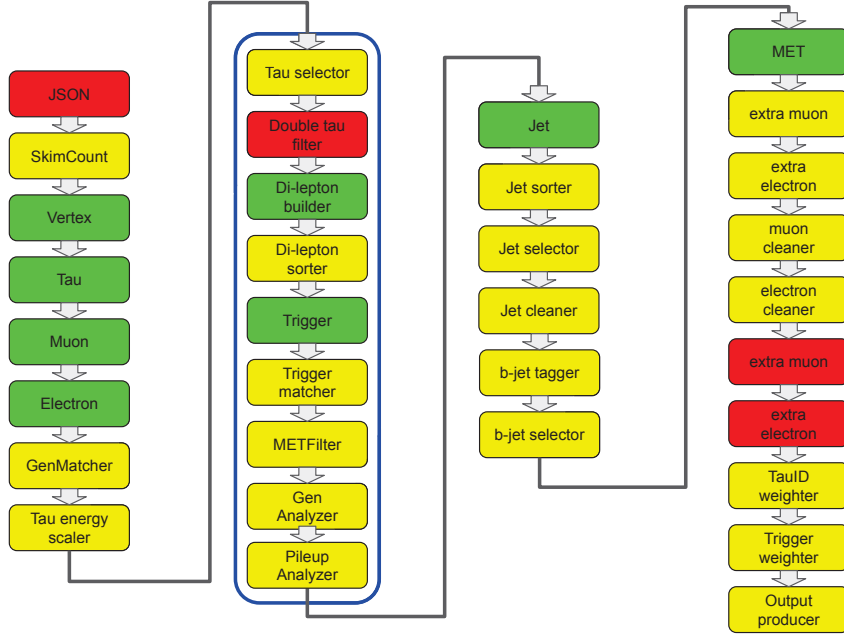 JSON
SkimCount
Vertex
Tau
Muon
Electron
GenMatcher
Tau energy
scaler
Tau selector
Double tau
filter
Di-lepton
builder
Di-lepton
sorter
Trigger
Trigger
matcher
METFilter
Gen
Analyzer
Pileup
Analyzer
Jet
Jet sorter
Jet selector
Jet cleaner
b-jet tagger
b-jet selector
MET
extra muon
extra
electron
muon
cleaner
electron
cleaner
extra muon
extra
electron
TauID
weighter
Trigger
weighter
Output
producer